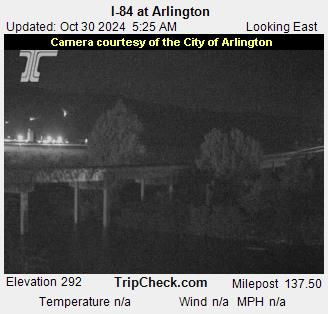 I-84 at Arlington
Updated: Oct 30 2024 5:25 AM Looking East
Camera courtesy of the City of Arlington
Elevation 292 TripCheck.com Milepost 137.50
Temperature n/a Wind n/a MPH n/a